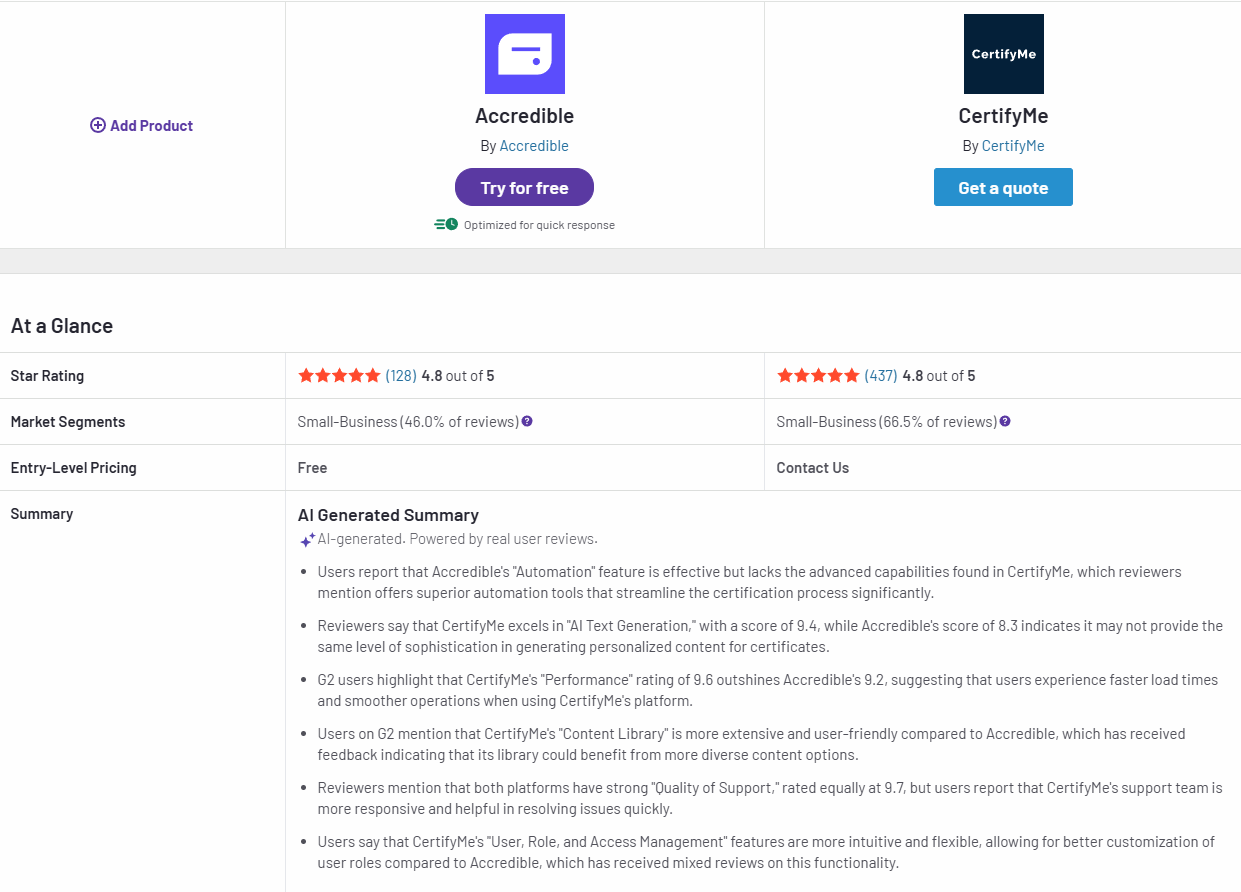 Add Product
CertifyMe
Accredible
By Accredible
Try for free
Optimized for quick response
CertifyMe
By CertifyMe
Get a quote
At a Glance
Star Rating
(128) 4.8 out of 5
(437) 4.8 out of 5
Market Segments
Small-Business (46.0% of reviews) ?
Small-Business (66.5% of reviews) ?
Entry-Level Pricing
Free
Contact Us
Summary
AI Generated Summary
AI-generated. Powered by real user reviews.
• Users report that Accredible's "Automation" feature is effective but lacks the advanced capabilities found in CertifyMe, which reviewers
mention offers superior automation tools that streamline the certification process significantly.
• Reviewers say that CertifyMe excels in "AI Text Generation," with a score of 9.4, while Accredible's score of 8.3 indicates it may not provide the
same level of sophistication in generating personalized content for certificates.
• G2 users highlight that CertifyMe's "Performance" rating of 9.6 outshines Accredible's 9.2, suggesting that users experience faster load times
and smoother operations when using CertifyMe's platform.
• Users on G2 mention that CertifyMe's "Content Library" is more extensive and user-friendly compared to Accredible, which has received
feedback indicating that its library could benefit from more diverse content options.
• Reviewers mention that both platforms have strong "Quality of Support," rated equally at 9.7, but users report that CertifyMe's support team is
more responsive and helpful in resolving issues quickly.
• Users say that CertifyMe's "User, Role, and Access Management" features are more intuitive and flexible, allowing for better customization of
user roles compared to Accredible, which has received mixed reviews on this functionality.